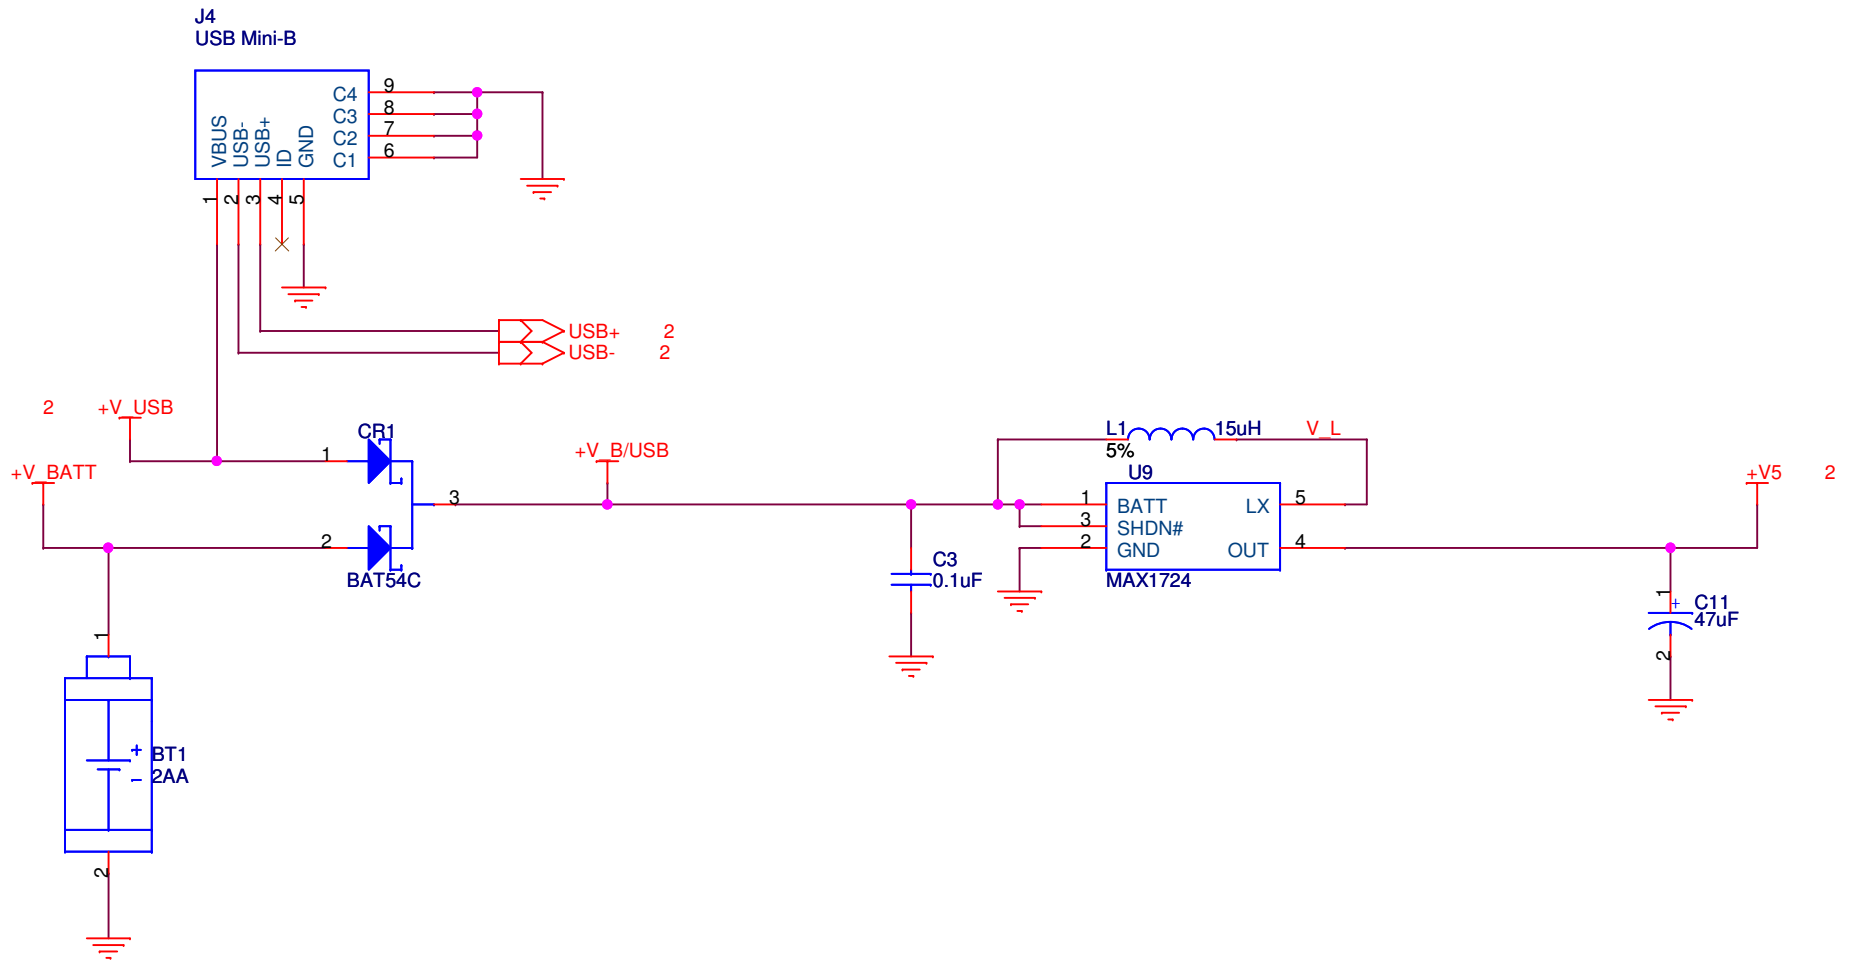 J4
USB Mini-B
C4 9
C3 8
C2 7
C1 6
VBUS
USB-
USB+
ID
GND
1
2
3
4
5
USB+ 2
USB- 2
2 +V_USB
+V_BATT
CR1
1
2
3
BAT54C
+V_B/USB
L1 15uH
5%
V_L
U9
1 BATT LX 5
3 SHDN#
2 GND OUT 4
MAX1724
+V5 2
C3
0.1uF
1
+ C11
47uF
2
1
+ BT1
- 2AA
2